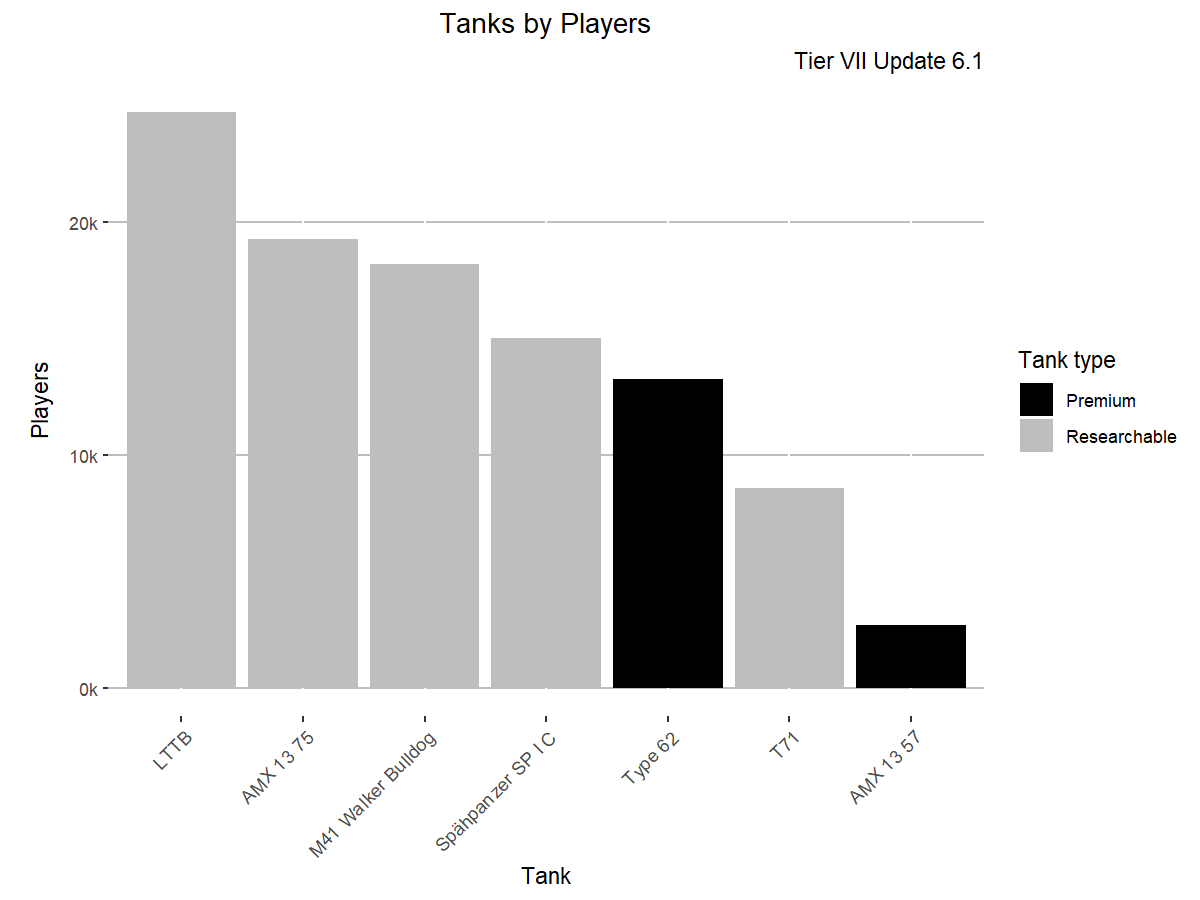 Tanks by Players
Tier VII Update 6.1
20k
10k
0k
Players
LTTB
AMX 13 75
M41 Walker Bulldog
Spähpanzer SP I C
Type 62
T71
AMX 13 57
Tank
Tank type
Premium
Researchable